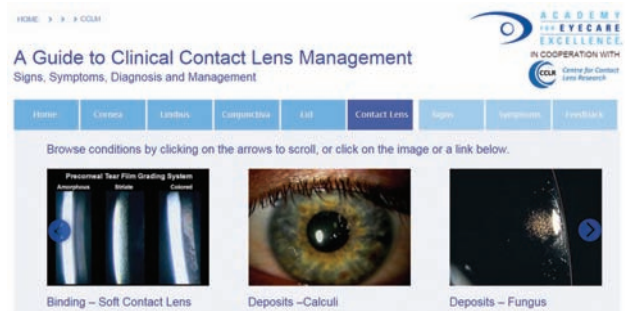 HOME > > > CCLM
ACADEMY
FOR EYECARE
EXCELLENCE
IN COOPERATION WITH
CCLR Centre for Contact
Lens Research
A Guide to Clinical Contact Lens Management
Signs, Symptoms, Diagnosis and Management
Home Cornea Limbus Conjunctiva Lid Contact Lens Signs Symptoms Feedback
Browse conditions by clicking on the arrows to scroll, or click on the image or a link below.
Precorneal Tear Film Grading System
Amorphous Striate Colored
Binding – Soft Contact Lens Deposits –Calculi Deposits – Fungus